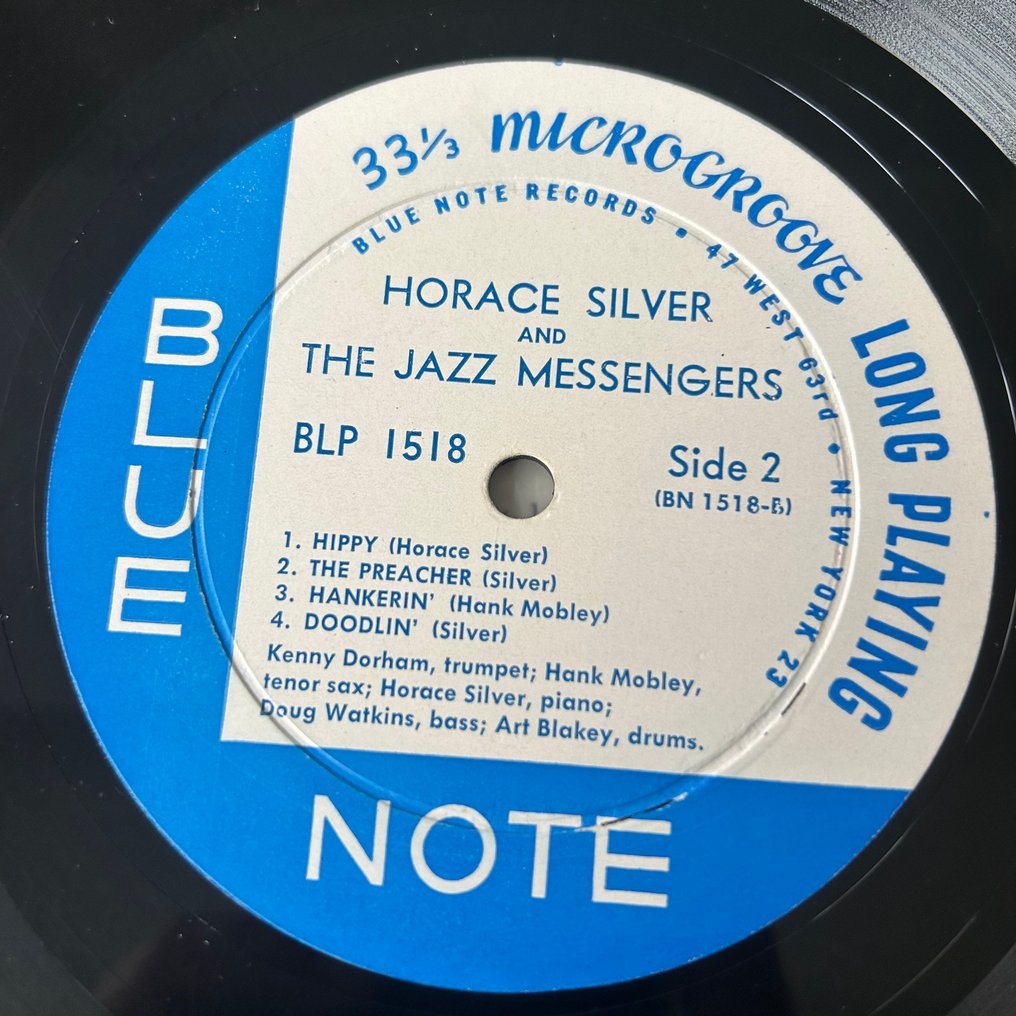 33⅓ MICROGROOVE LONG PLAYING
BLUE NOTE RECORDS • 47 WEST 63rd • NEW YORK 23
HORACE SILVER
AND
THE JAZZ MESSENGERS
BLP 1518
Side 2
(BN 1518-B)
1. HIPPY (Horace Silver)
2. THE PREACHER (Silver)
3. HANKERIN' (Hank Mobley)
4. DOODLIN' (Silver)
Kenny Dorham, trumpet; Hank Mobley,
tenor sax; Horace Silver, piano;
Doug Watkins, bass; Art Blakey, drums.
BLUE
NOTE